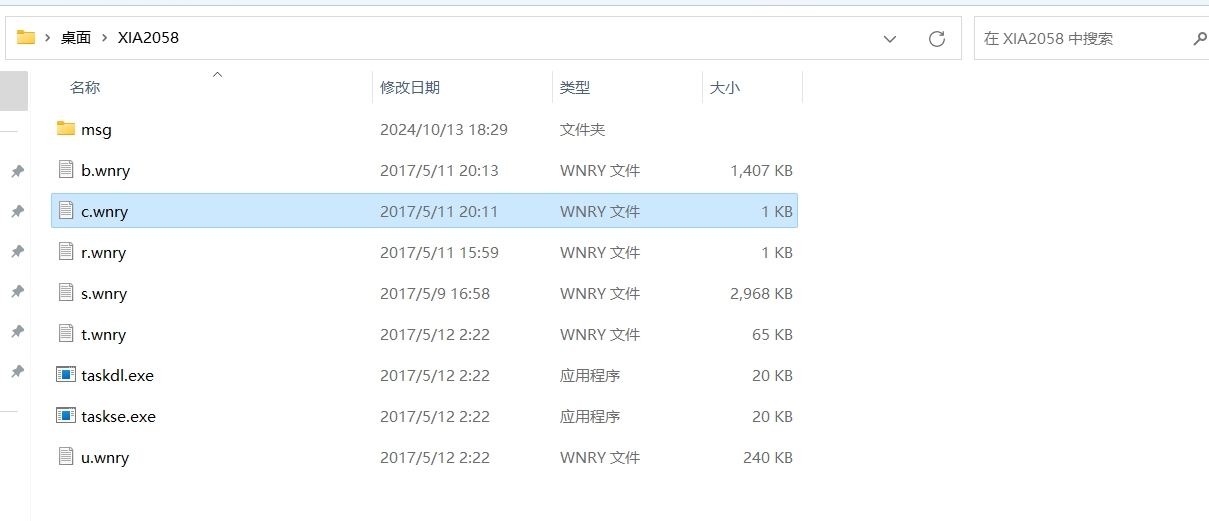 桌面 XIA2058 在 XIA2058 中搜索
名称 修改日期 类型 大小
msg 2024/10/13 18:29 文件夹
b.wnry 2017/5/11 20:13 WNRY 文件 1,407 KB
c.wnry 2017/5/11 20:11 WNRY 文件 1 KB
r.wnry 2017/5/11 15:59 WNRY 文件 1 KB
s.wnry 2017/5/9 16:58 WNRY 文件 2,968 KB
t.wnry 2017/5/12 2:22 WNRY 文件 65 KB
taskdl.exe 2017/5/12 2:22 应用程序 20 KB
taskse.exe 2017/5/12 2:22 应用程序 20 KB
u.wnry 2017/5/12 2:22 WNRY 文件 240 KB